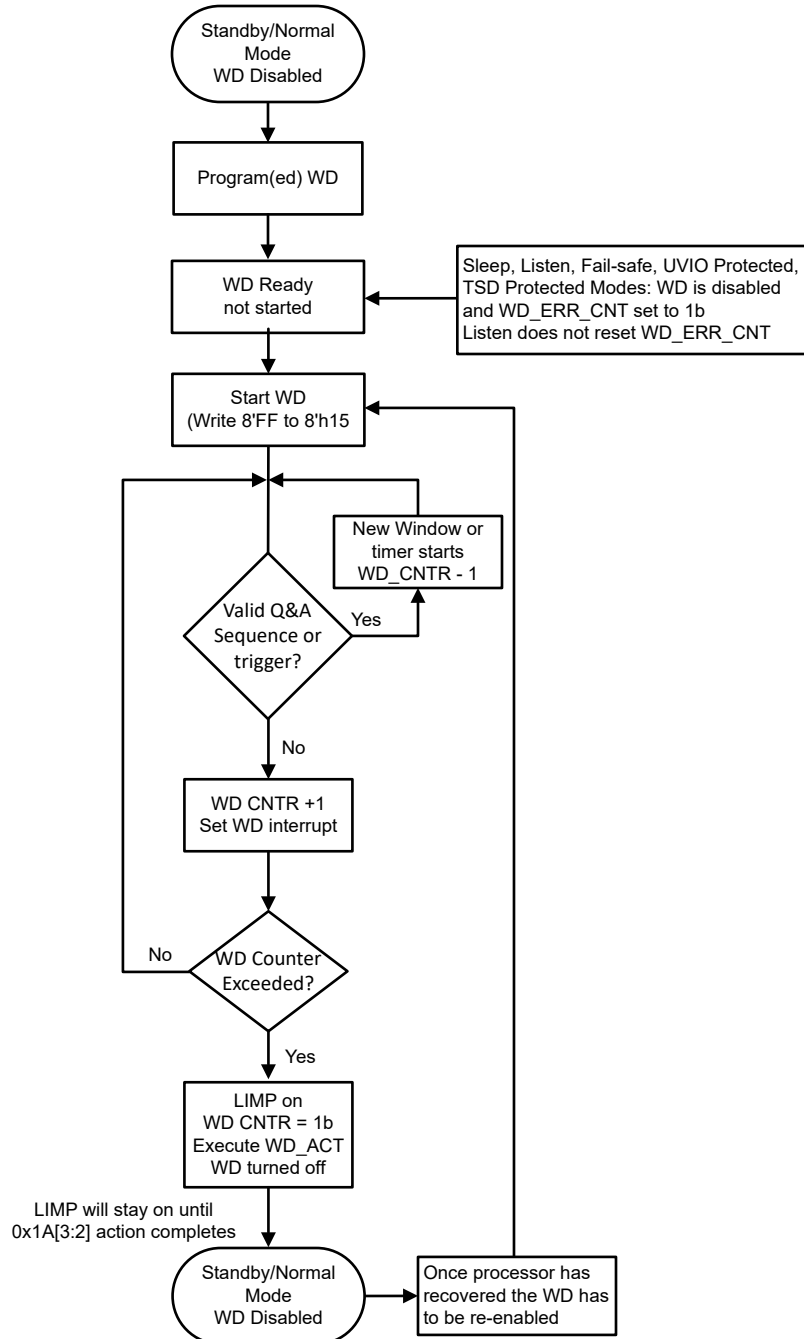 Standby/Normal
Mode
WD Disabled
Program(ed) WD
WD Ready
not started
Sleep, Listen, Fail-safe, UVIO Protected,
TSD Protected Modes: WD is disabled
and WD_ERR_CNT set to 1b
Listen does not reset WD_ERR_CNT
Start WD
(Write 8'FF to 8'h15
New Window or
timer starts
WD_CNTR - 1
Valid Q&A
Sequence or
trigger?
Yes
No
WD CNTR +1
Set WD interrupt
No
WD Counter
Exceeded?
Yes
LIMP on
WD CNTR = 1b
Execute WD_ACT
WD turned off
LIMP will stay on until
0x1A[3:2] action completes
Standby/Normal
Mode
WD Disabled
Once processor has
recovered the WD has
to be re-enabled